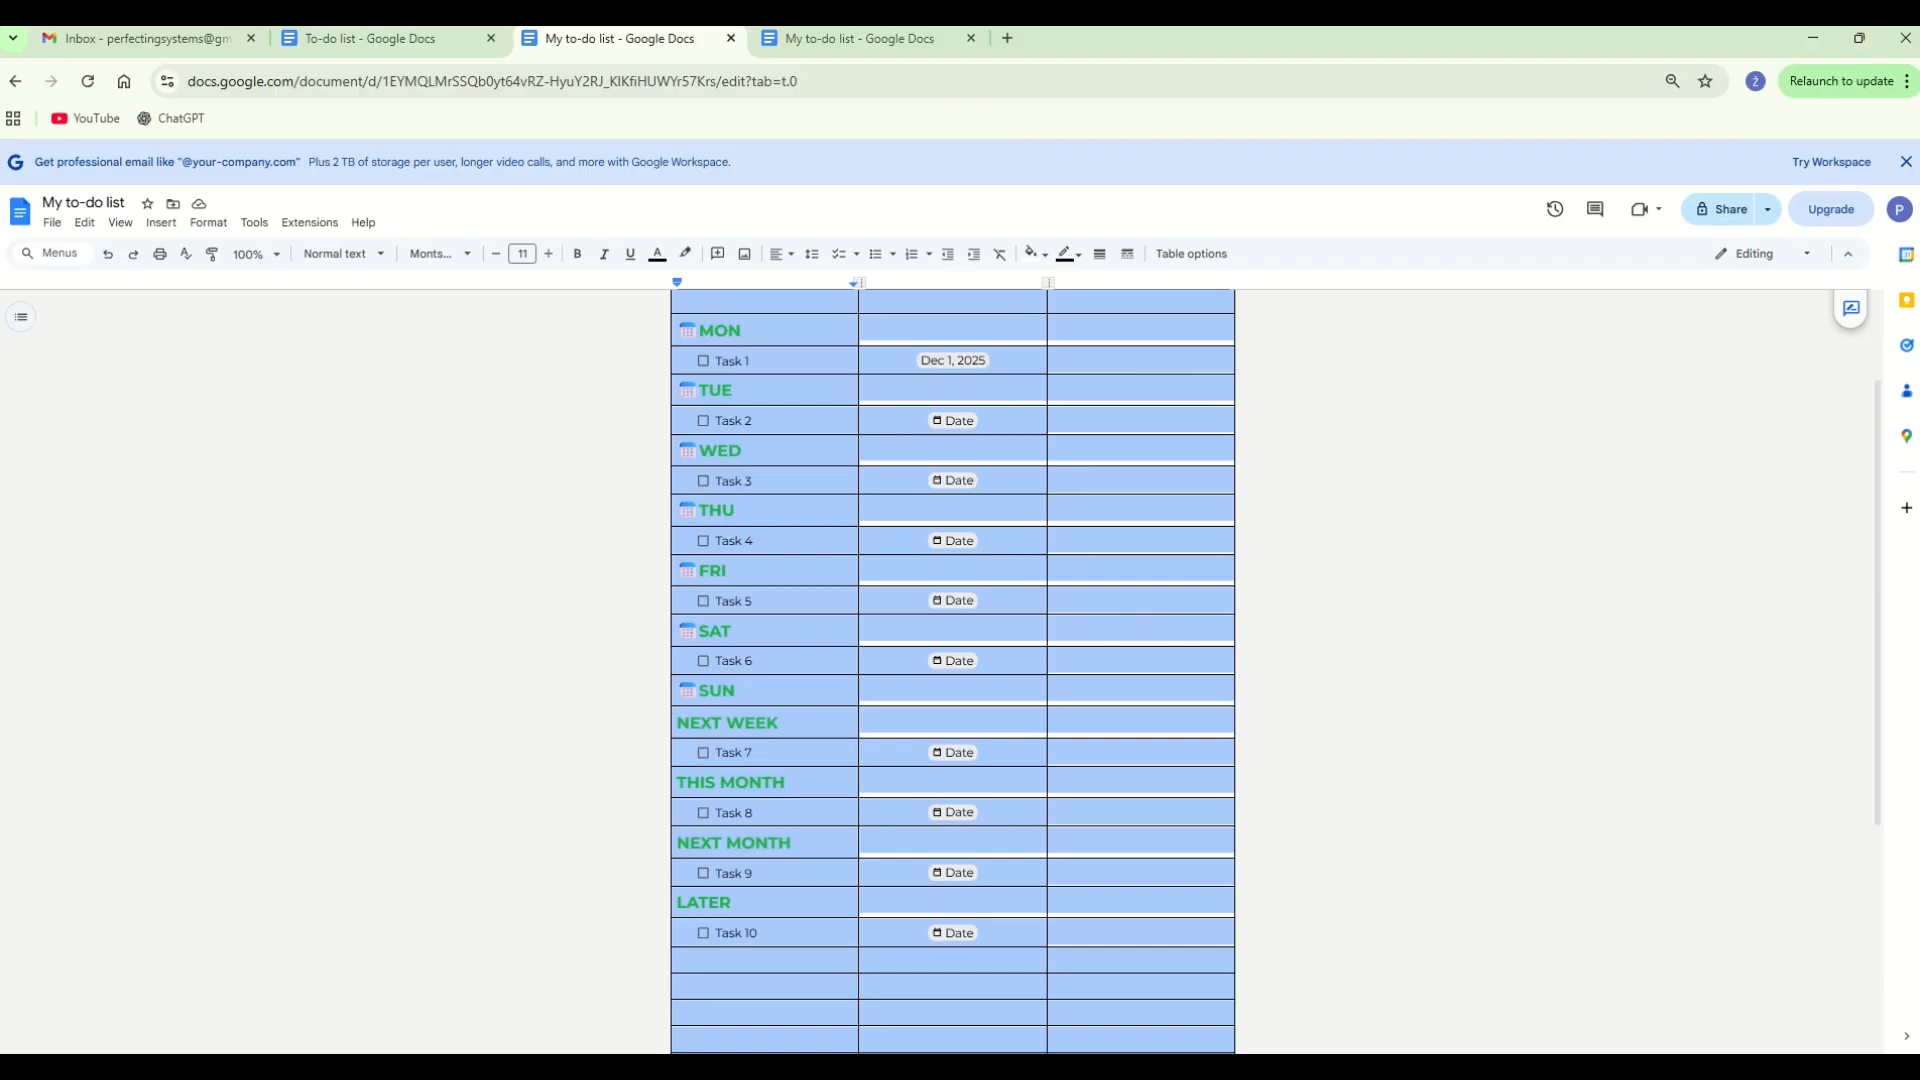 Inbox - perfectingsystems@gm
To-do list - Google Docs
My to-do list - Google Docs
My to-do list - Google Docs
docs.google.com/document/d/1EYMQLMrSSQb0yt64vRZ-HyuY2RJ_KlKfiHUWYr57Krs/edit?tab=t.0
ž
Relaunch to update
YouTube
ChatGPT
Get professional email like "@your-company.com" Plus 2 TB of storage per user, longer video calls, and more with Google Workspace.
Try Workspace
My to-do list
File Edit View Insert Format Tools Extensions Help
Share
Upgrade
P
Menus
100%
Normal text
Monts...
11
Table options
Editing
MON
Task 1 Dec 1, 2025
TUE
Task 2 Date
WED
Task 3 Date
THU
Task 4 Date
FRI
Task 5 Date
SAT
Task 6 Date
SUN
NEXT WEEK
Task 7 Date
THIS MONTH
Task 8 Date
NEXT MONTH
Task 9 Date
LATER
Task 10 Date